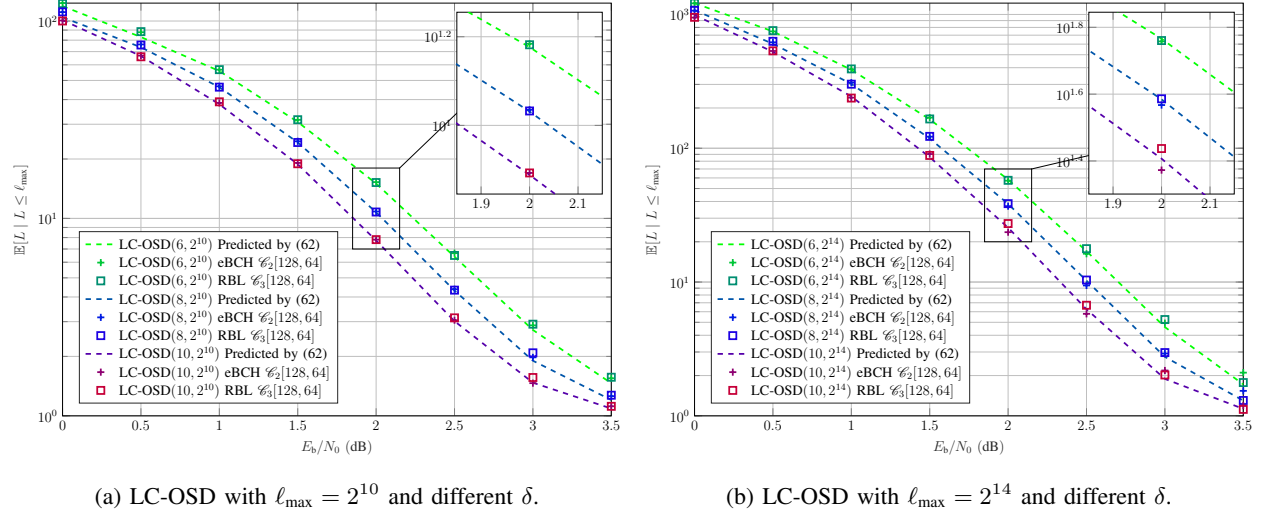 10^2
10^1
10^0
𝔼[L | L ≤ ℓ_max]
0
0.5
1
1.5
2
2.5
3
3.5
E_b/N_0 (dB)
10^1.2
10^1
1.9
2
2.1
LC-OSD(6, 2^10) Predicted by (62)
LC-OSD(6, 2^10) eBCH 𝒞_2[128, 64]
LC-OSD(6, 2^10) RBL 𝒞_3[128, 64]
LC-OSD(8, 2^10) Predicted by (62)
LC-OSD(8, 2^10) eBCH 𝒞_2[128, 64]
LC-OSD(8, 2^10) RBL 𝒞_3[128, 64]
LC-OSD(10, 2^10) Predicted by (62)
LC-OSD(10, 2^10) eBCH 𝒞_2[128, 64]
LC-OSD(10, 2^10) RBL 𝒞_3[128, 64]
(a) LC-OSD with ℓ_max = 2^10 and different δ.
10^3
10^2
10^1
10^0
𝔼[L | L ≤ ℓ_max]
0
0.5
1
1.5
2
2.5
3
3.5
E_b/N_0 (dB)
10^1.8
10^1.6
10^1.4
1.9
2
2.1
LC-OSD(6, 2^14) Predicted by (62)
LC-OSD(6, 2^14) eBCH 𝒞_2[128, 64]
LC-OSD(6, 2^14) RBL 𝒞_3[128, 64]
LC-OSD(8, 2^14) Predicted by (62)
LC-OSD(8, 2^14) eBCH 𝒞_2[128, 64]
LC-OSD(8, 2^14) RBL 𝒞_3[128, 64]
LC-OSD(10, 2^14) Predicted by (62)
LC-OSD(10, 2^14) eBCH 𝒞_2[128, 64]
LC-OSD(10, 2^14) RBL 𝒞_3[128, 64]
(b) LC-OSD with ℓ_max = 2^14 and different δ.